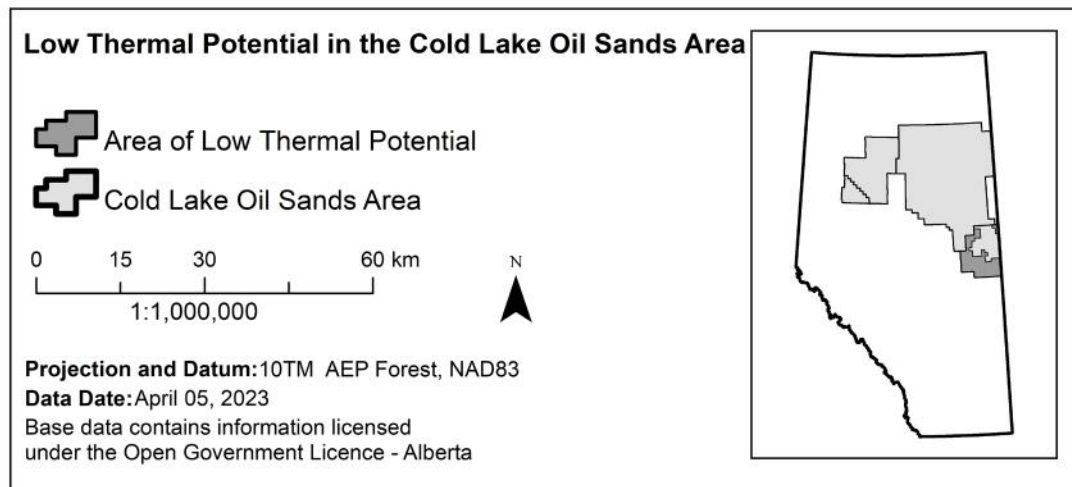 Low Thermal Potential in the Cold Lake Oil Sands Area
Area of Low Thermal Potential
Cold Lake Oil Sands Area
0 15 30 60 km
1:1,000,000
N
Projection and Datum:10TM AEP Forest, NAD83
Data Date:April 05, 2023
Base data contains information licensed
under the Open Government Licence - Alberta